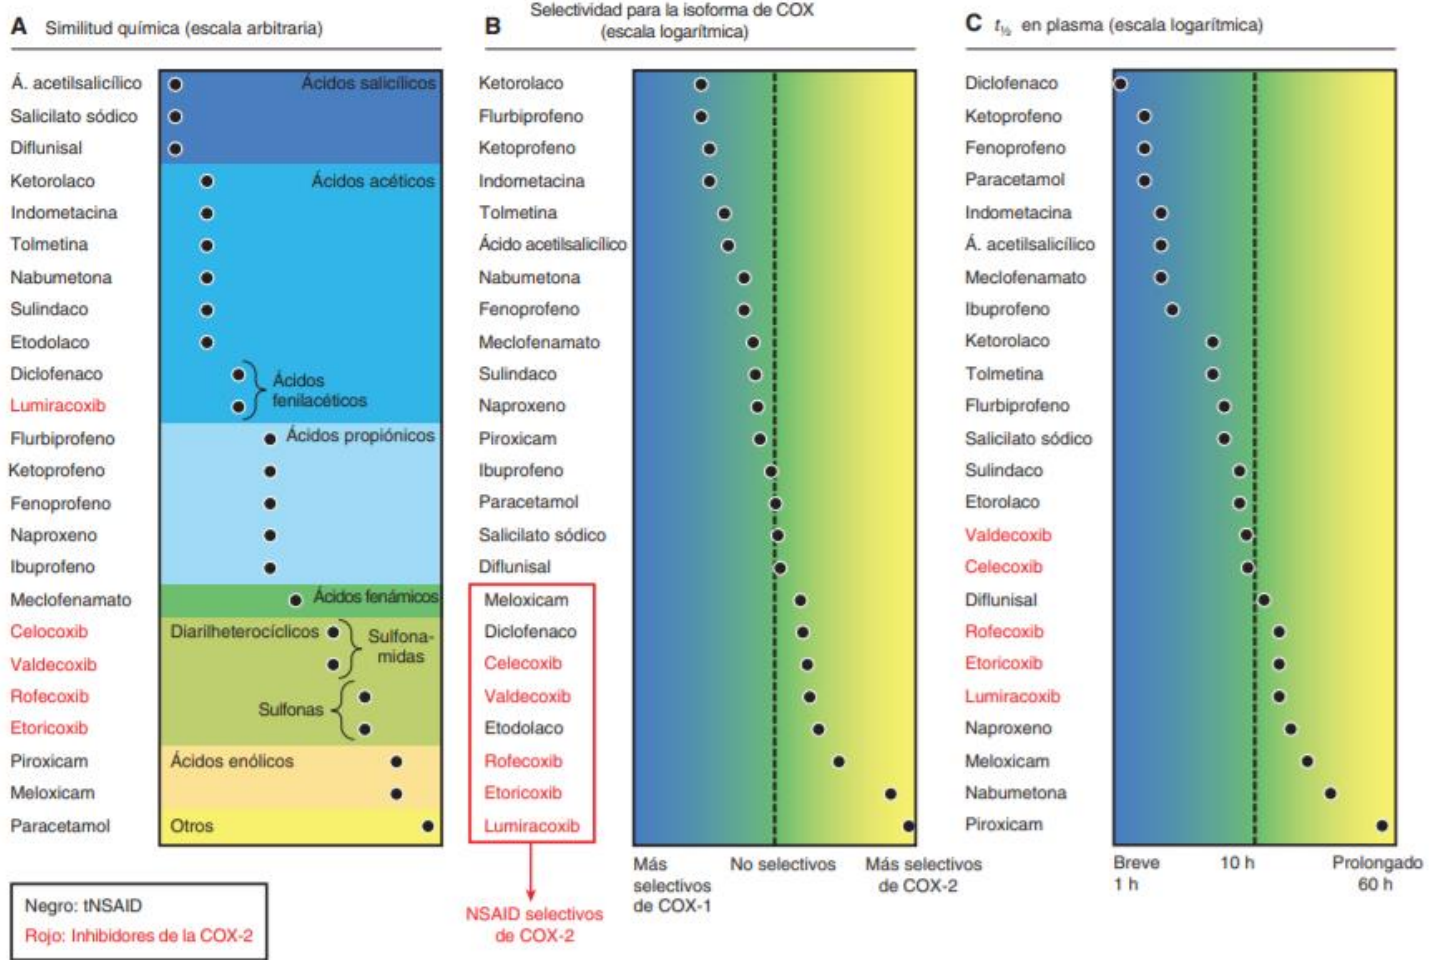 A Similitud química (escala arbitraria)
Á. acetilsalicílico
Salicilato sódico
Diflunisal
Ketorolaco
Indometacina
Tolmetina
Nabumetona
Sulindaco
Etodolaco
Diclofenaco
Lumiracoxib
Flurbiprofeno
Ketoprofeno
Fenoprofeno
Naproxeno
Ibuprofeno
Meclofenamato
Celocoxib
Valdecoxib
Rofecoxib
Etoricoxib
Piroxicam
Meloxicam
Paracetamol
Ácidos salicílicos
Ácidos acéticos
Ácidos
fenilacéticos
Ácidos propiónicos
Ácidos fenámicos
Diarilheterocíclicos
Sulfona-
midas
Sulfonas
Ácidos enólicos
Otros
Negro: tNSAID
Rojo: Inhibidores de la COX-2
B
Selectividad para la isoforma de COX
(escala logarítmica)
Ketorolaco
Flurbiprofeno
Ketoprofeno
Indometacina
Tolmetina
Ácido acetilsalicílico
Nabumetona
Fenoprofeno
Meclofenamato
Sulindaco
Naproxeno
Piroxicam
Ibuprofeno
Paracetamol
Salicilato sódico
Diflunisal
Meloxicam
Diclofenaco
Celecoxib
Valdecoxib
Etodolaco
Rofecoxib
Etoricoxib
Lumiracoxib
NSAID selectivos
de COX-2
Más
selectivos
de COX-1
No selectivos
Más selectivos
de COX-2
C t½ en plasma (escala logarítmica)
Diclofenaco
Ketoprofeno
Fenoprofeno
Paracetamol
Indometacina
Á. acetilsalicílico
Meclofenamato
Ibuprofeno
Ketorolaco
Tolmetina
Flurbiprofeno
Salicilato sódico
Sulindaco
Etorolaco
Valdecoxib
Celecoxib
Diflunisal
Rofecoxib
Etoricoxib
Lumiracoxib
Naproxeno
Meloxicam
Nabumetona
Piroxicam
Breve
1 h
10 h
Prolongado
60 h